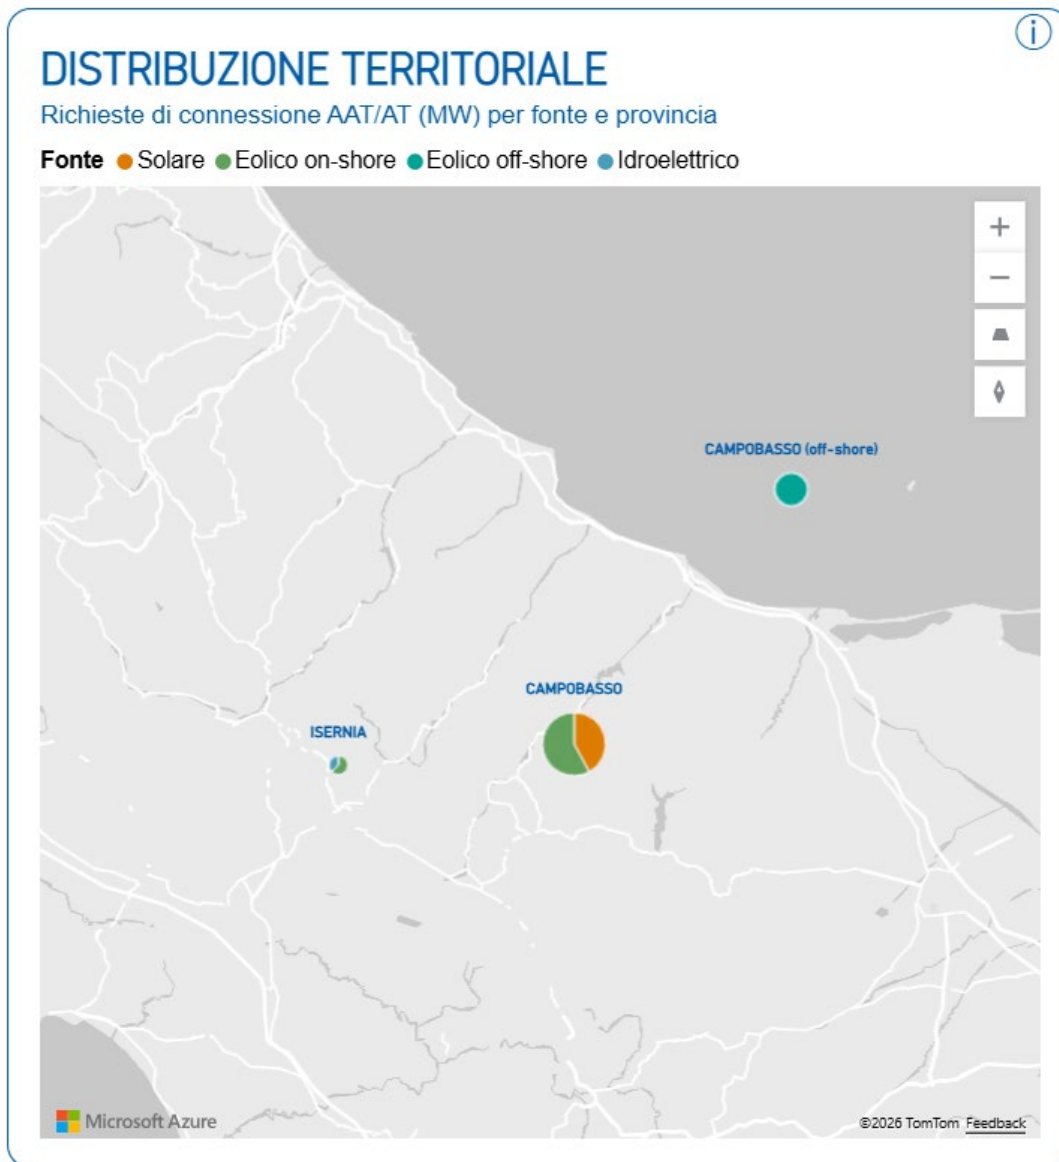 DISTRIBUZIONE TERRITORIALE
Richieste di connessione AAT/AT (MW) per fonte e provincia
Fonte Solare Eolico on-shore Eolico off-shore Idroelettrico
CAMPOBASSO (off-shore)
CAMPOBASSO
ISERNIA
Microsoft Azure
©2026 TomTom Feedback